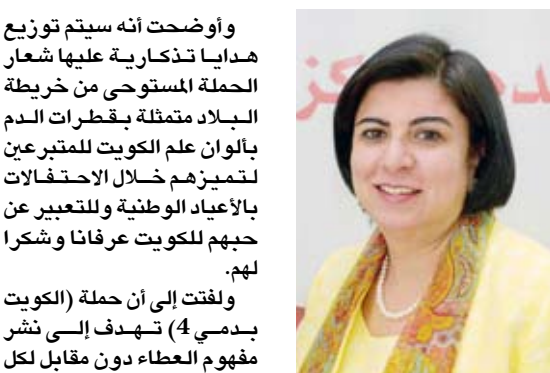 وأوضحت أنه سيتم توزيع
هدايا تذكارية عليها شعار
الحملة المستوحى من خريطة
البلاد متمثلة بقطرات الدم
بألوان علم الكويت للمتبرعين
لتميزهم خلال الاحتفالات
بالأعياد الوطنية وللتعبير عن
حبهم للكويت عرفانا وشكرا
لهم.
ولفتت إلى أن حملة (الكويت
بدمي 4) تهدف إلى نشر
مفهوم العطاء دون مقابل لكل